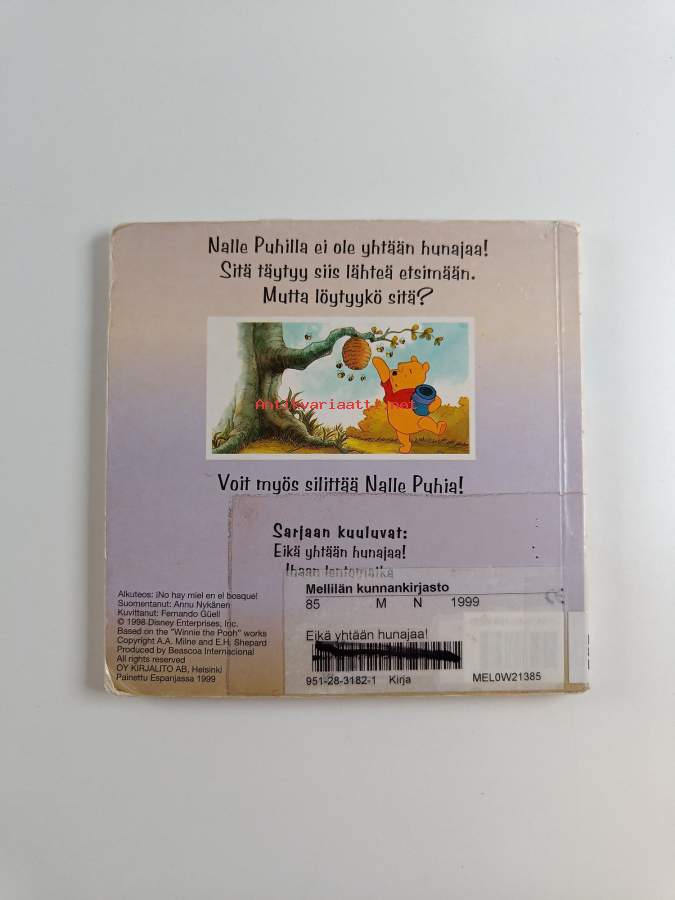 Nalle Puhilla ei ole yhtään hunajaa!
Sitä täytyy siis lähteä etsimään.
Mutta löytyykö sitä?
Antikvariaatti.net
Voit myös silittää Nalle Puhia!
Sarjaan kuuluvat:
Eikä yhtään hunajaa!
Ihaan lentomatka
Alkuteos: ¡No hay miel en el bosque!
Suomentanut: Annu Nykänen
Kuvittanut: Fernando Güell
© 1998 Disney Enterprises, Inc.
Based on the "Winnie the Pooh" works
Copyright A.A. Milne and E.H. Shepard
Produced by Beascoa Internacional
All rights reserved
OY KIRJALITO AB, Helsinki
Painettu Espanjassa 1999
Mellilän kunnankirjasto
85 M N 1999
Eikä yhtään hunajaa!
951-28-3182-1 Kirja MEL0W21385